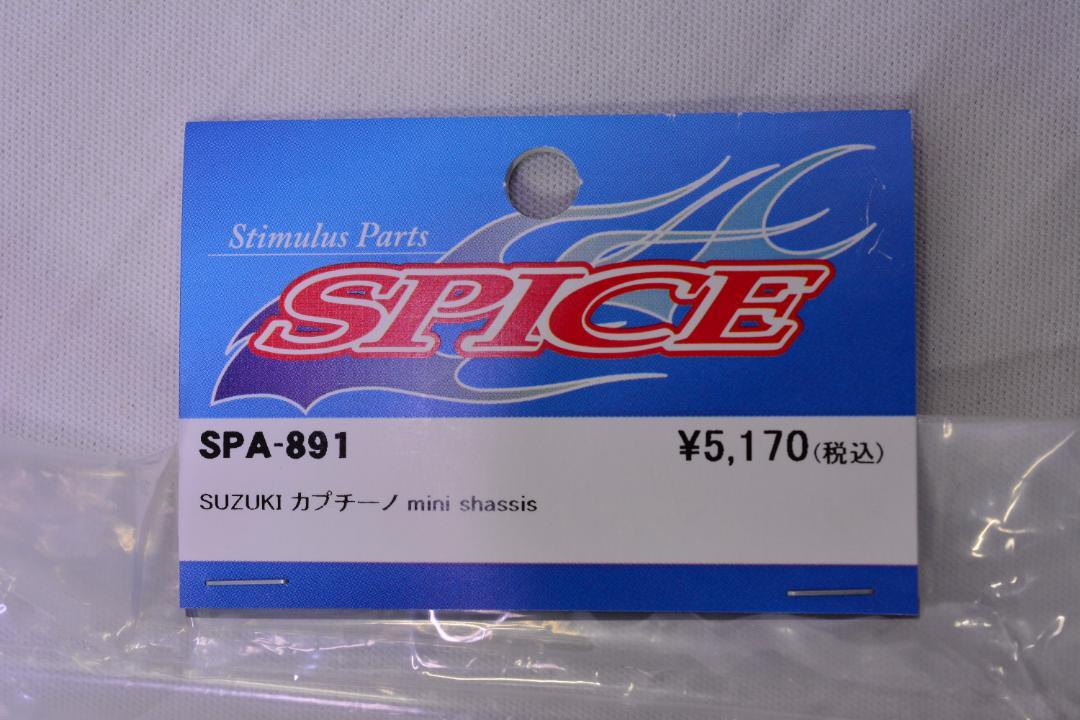 Stimulus Parts
SPICE
SPA-891
¥5,170(税込)
SUZUKI カプチーノ mini shassis